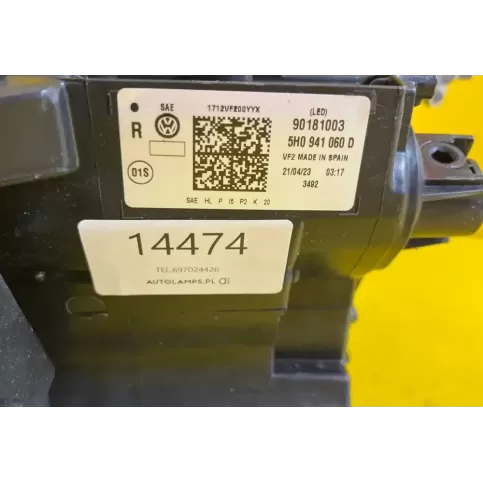 SAE 1712VF200YYX (LED)
R 90181003
5H0 941 060 D
VF2 MADE IN SPAIN
01S 21/04/23 03:17
3492
SAE HL P I5 P2 K 20
14474
TEL:697024426
AUTOLAMPS.PL